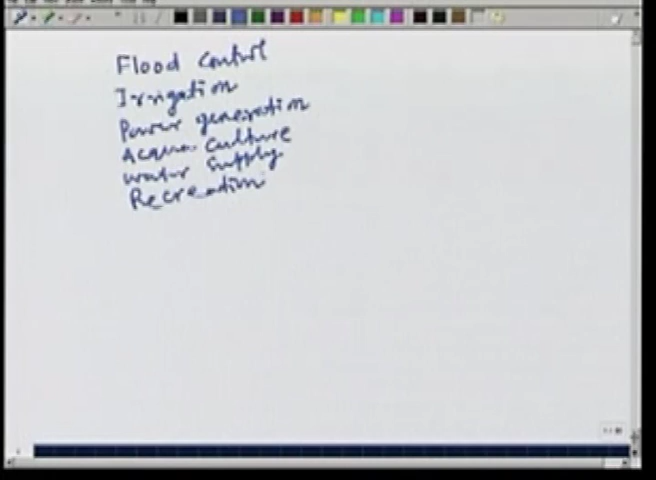 Flood Control
Irrigation
Power generation
Acqua culture
water supply
Recreation